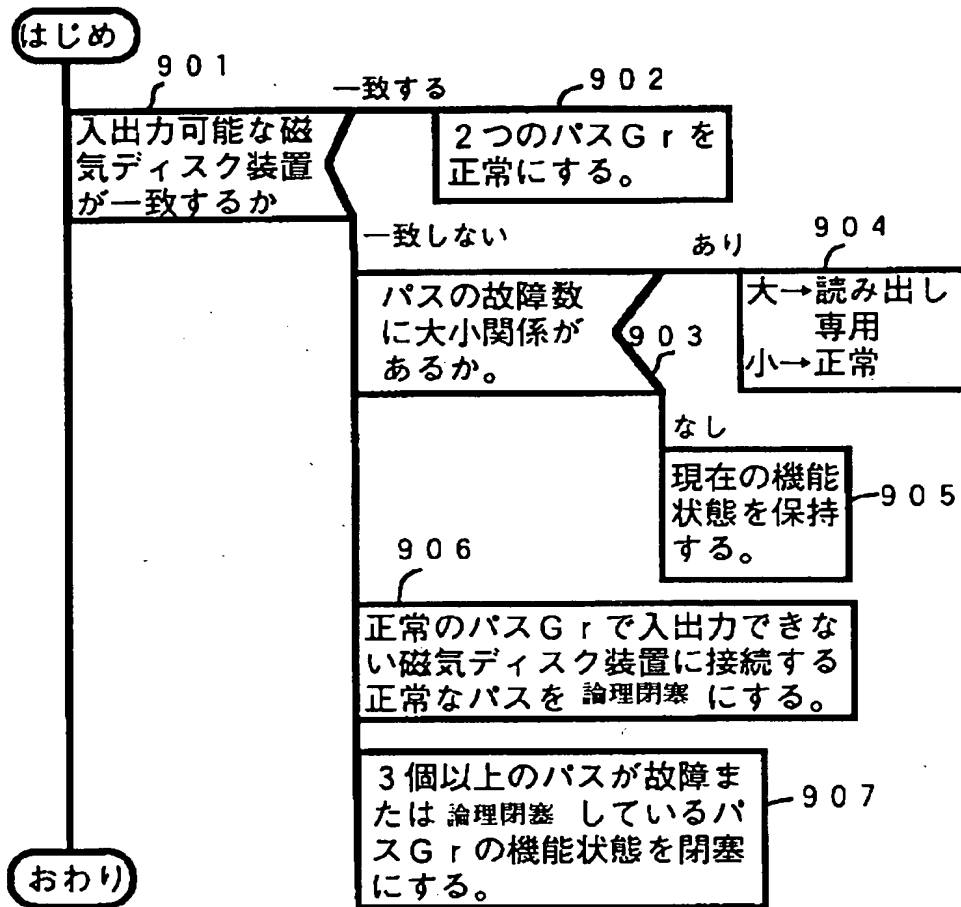 はじめ
901
入出力可能な磁
気ディスク装置
が一致するか
一致する
902
2つのパスGrを
正常にする。
一致しない
パスの故障数
に大小関係が
あるか。
903
あり
904
大→読み出し
専用
小→正常
なし
現在の機能
状態を保持
する。
905
906
正常のパスGrで入出力できな
い磁気ディスク装置に接続する
正常なパスを 論理閉塞 にする。
3個以上のパスが故障ま
たは 論理閉塞 しているパ
スGrの機能状態を閉塞
にする。
907
おわり